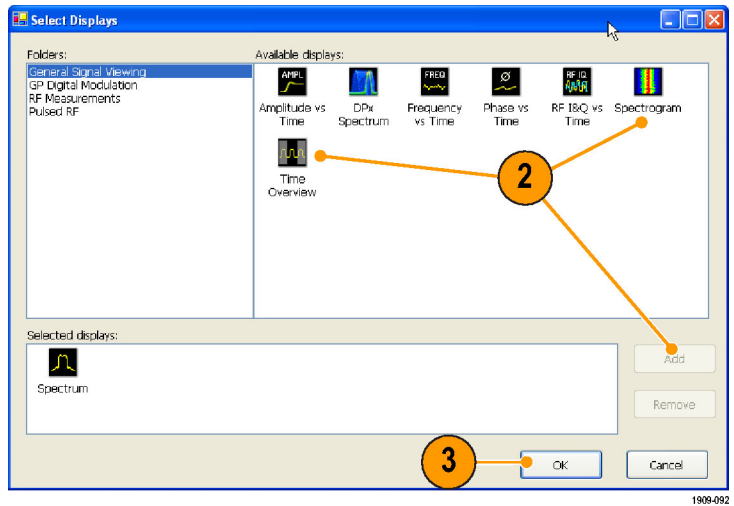 Select Displays
Folders:
Available displays:
General Signal Viewing
GP Digital Modulation
RF Measurements
Pulsed RF
AMPL
FREQ
Ø
RF IQ
Amplitude vs Time
DPx Spectrum
Frequency vs Time
Phase vs Time
RF I&Q vs Time
Spectrogram
Time Overview
2
Selected displays:
Spectrum
Add
Remove
3
OK
Cancel
1909-092